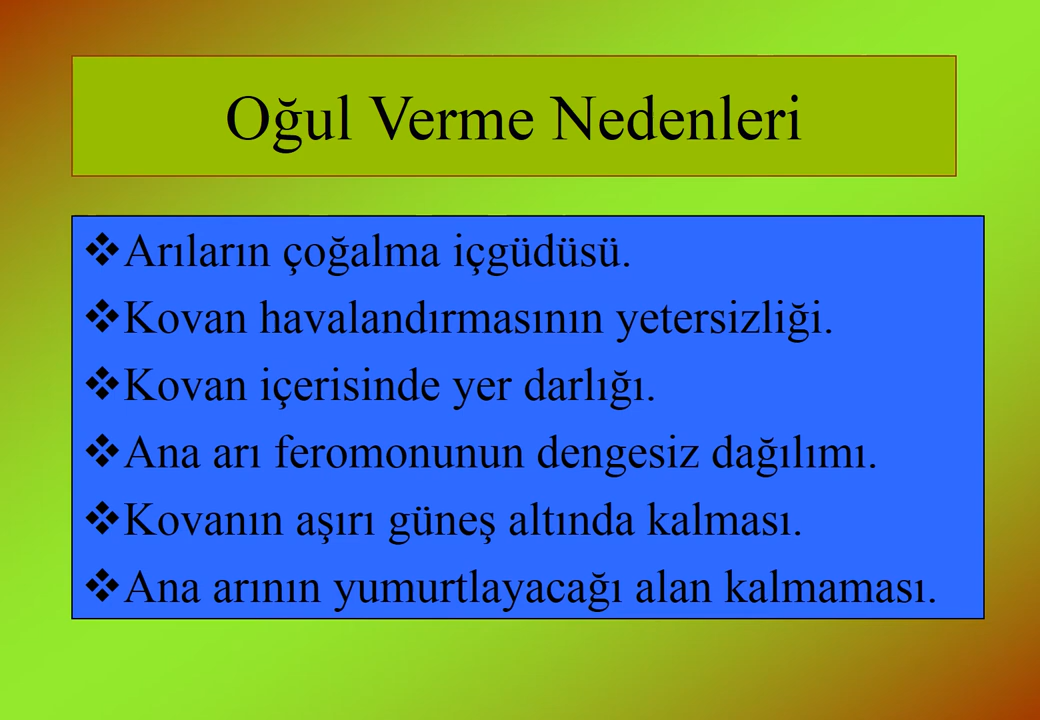 Oğul Verme Nedenleri
❖Arıların çoğalma içgüdüsü.
❖Kovan havalandırmasının yetersizliği.
❖Kovan içerisinde yer darlığı.
❖Ana arı feromonunun dengesiz dağılımı.
❖Kovanın aşırı güneş altında kalması.
❖Ana arının yumurtlayacağı alan kalmaması.